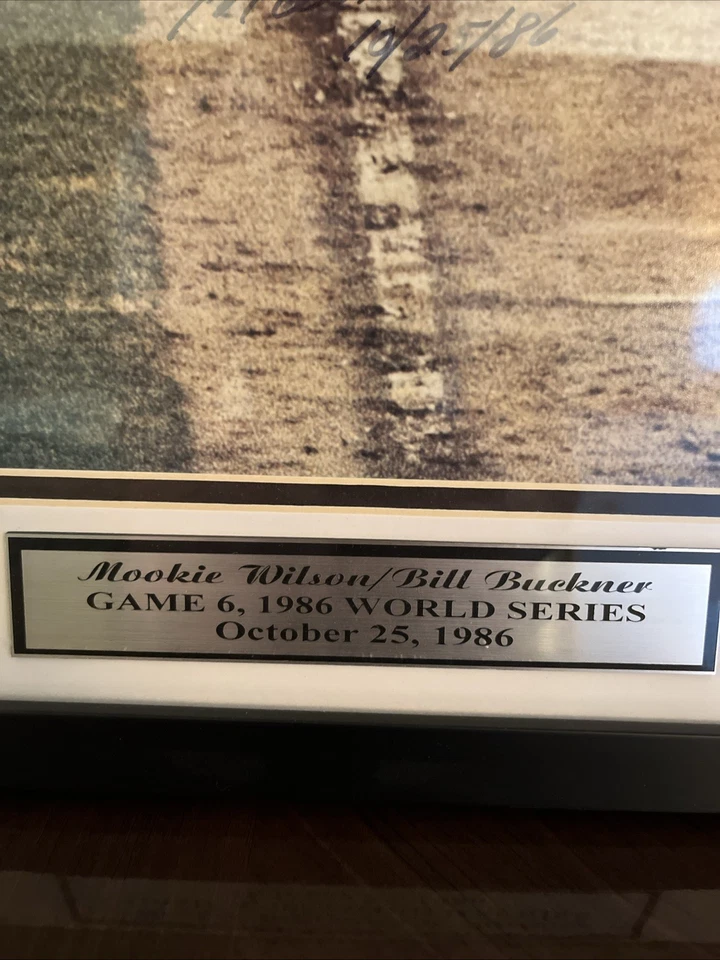 10/25/86
Mookie Wilson/Bill Buckner
GAME 6, 1986 WORLD SERIES
October 25, 1986